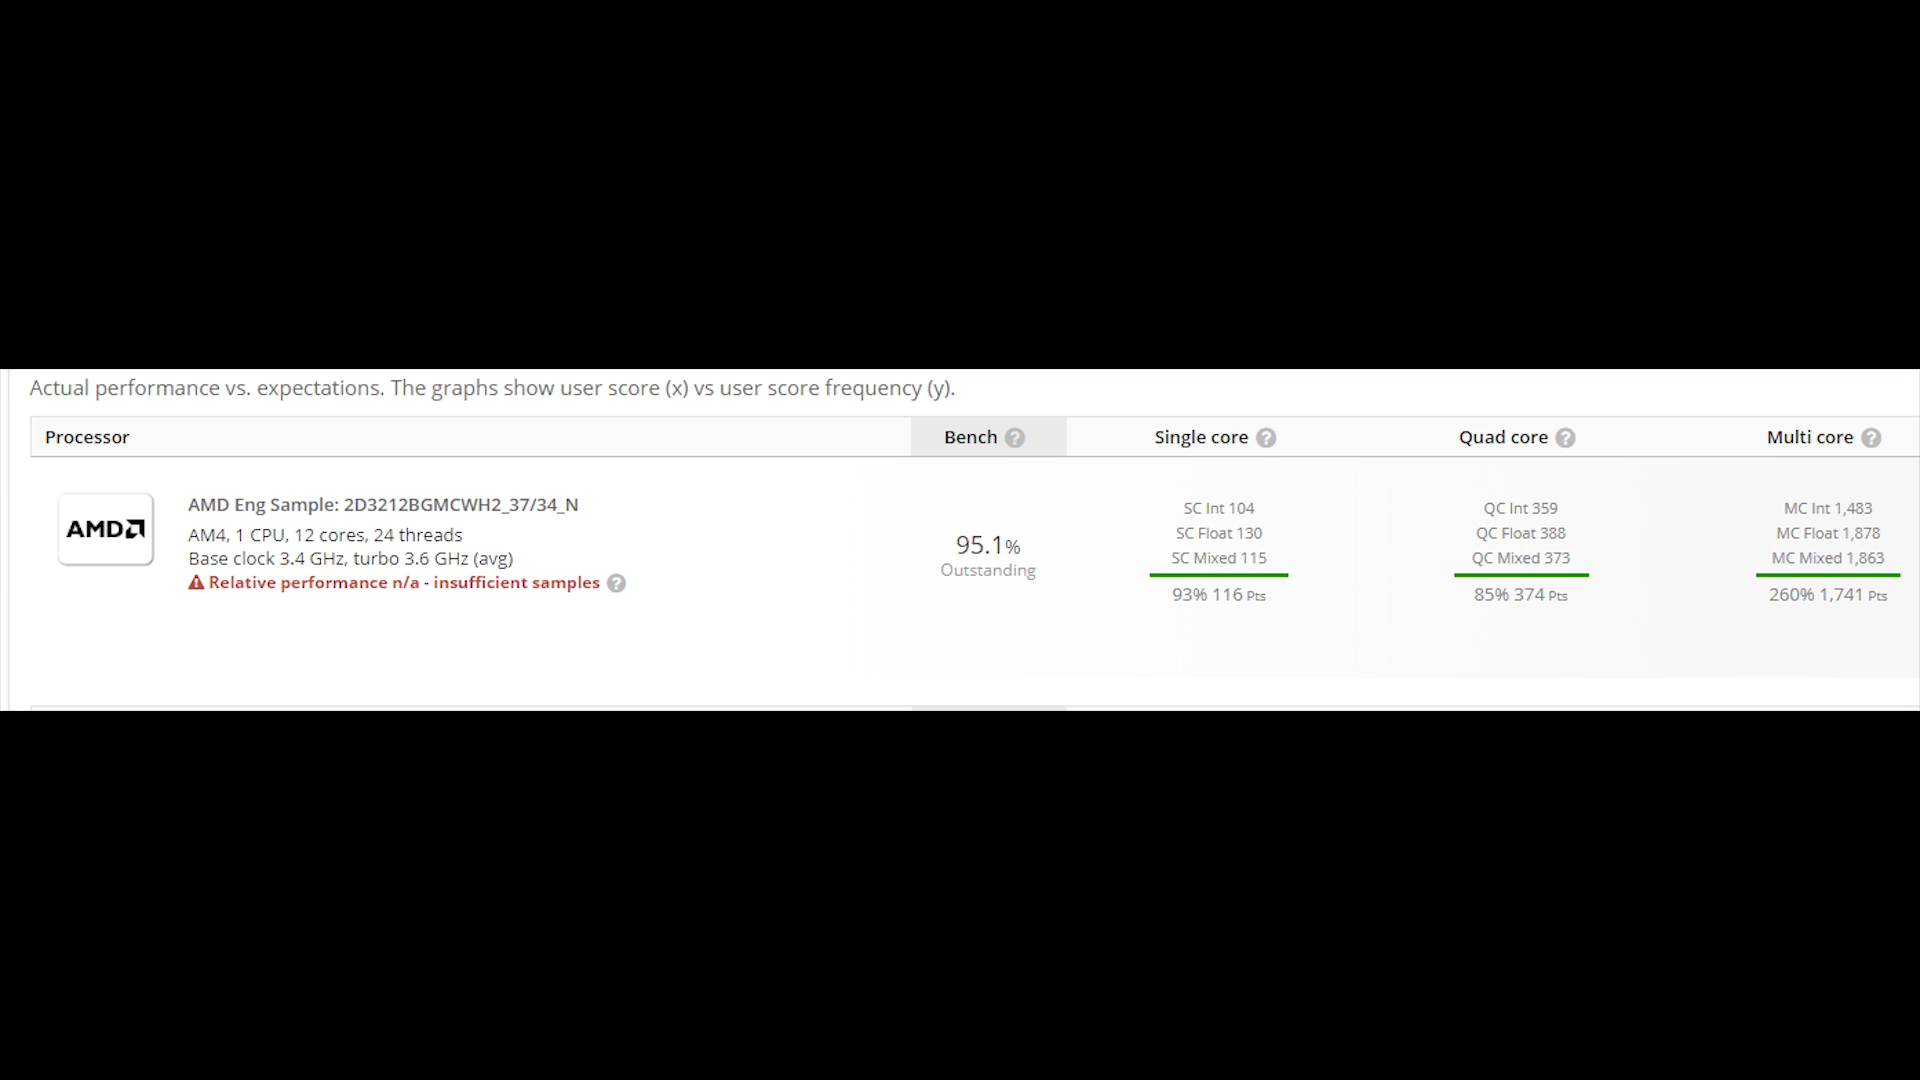 Actual performance vs. expectations. The graphs show user score (x) vs user score frequency (y).
Processor Bench ? Single core ? Quad core ? Multi core ?
AMD
AMD Eng Sample: 2D3212BGMCWH2_37/34_N
AM4, 1 CPU, 12 cores, 24 threads
Base clock 3.4 GHz, turbo 3.6 GHz (avg)
Relative performance n/a - insufficient samples ?
95.1%
Outstanding
SC Int 104
SC Float 130
SC Mixed 115
93% 116 Pts
QC Int 359
QC Float 388
QC Mixed 373
85% 374 Pts
MC Int 1,483
MC Float 1,878
MC Mixed 1,863
260% 1,741 Pts